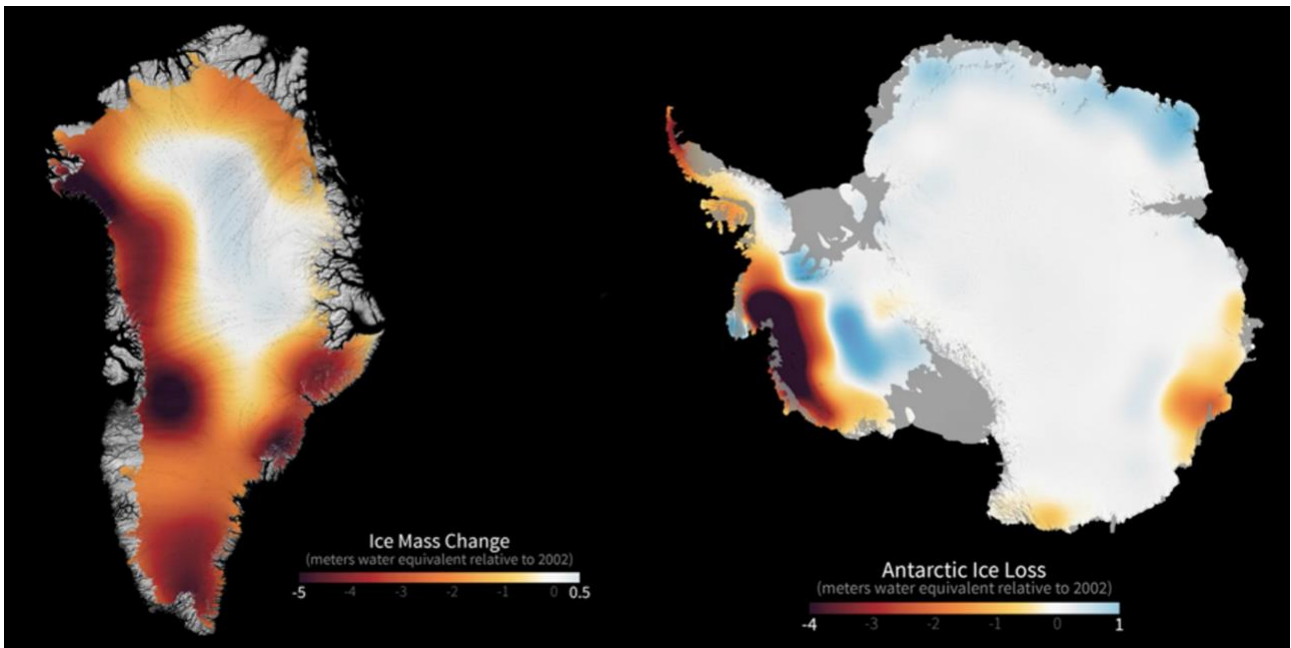 Ice Mass Change
(meters water equivalent relative to 2002)
-5 -4 -3 -2 -1 0 0.5
Antarctic Ice Loss
(meters water equivalent relative to 2002)
-4 -3 -2 -1 0 1